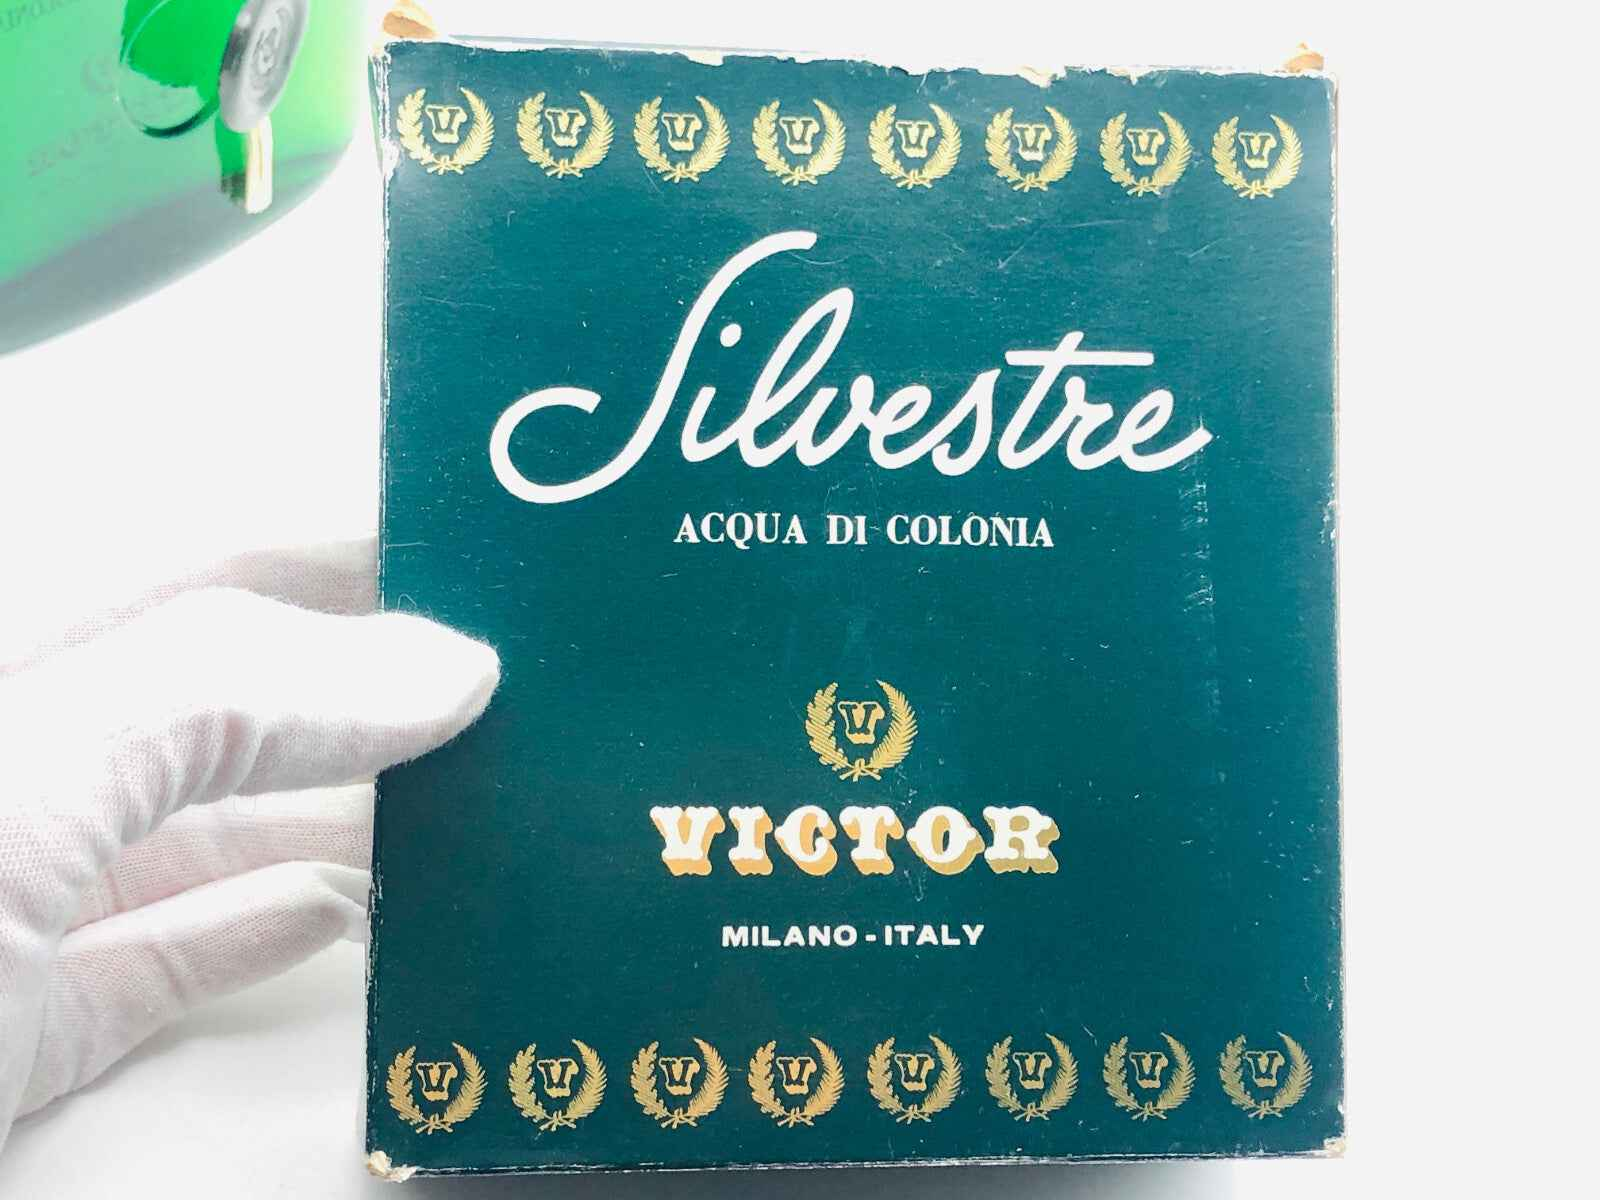 V V V V V V V V
Silvestre
ACQUA DI COLONIA
V
VICTOR
MILANO - ITALY
V V V V V V V V